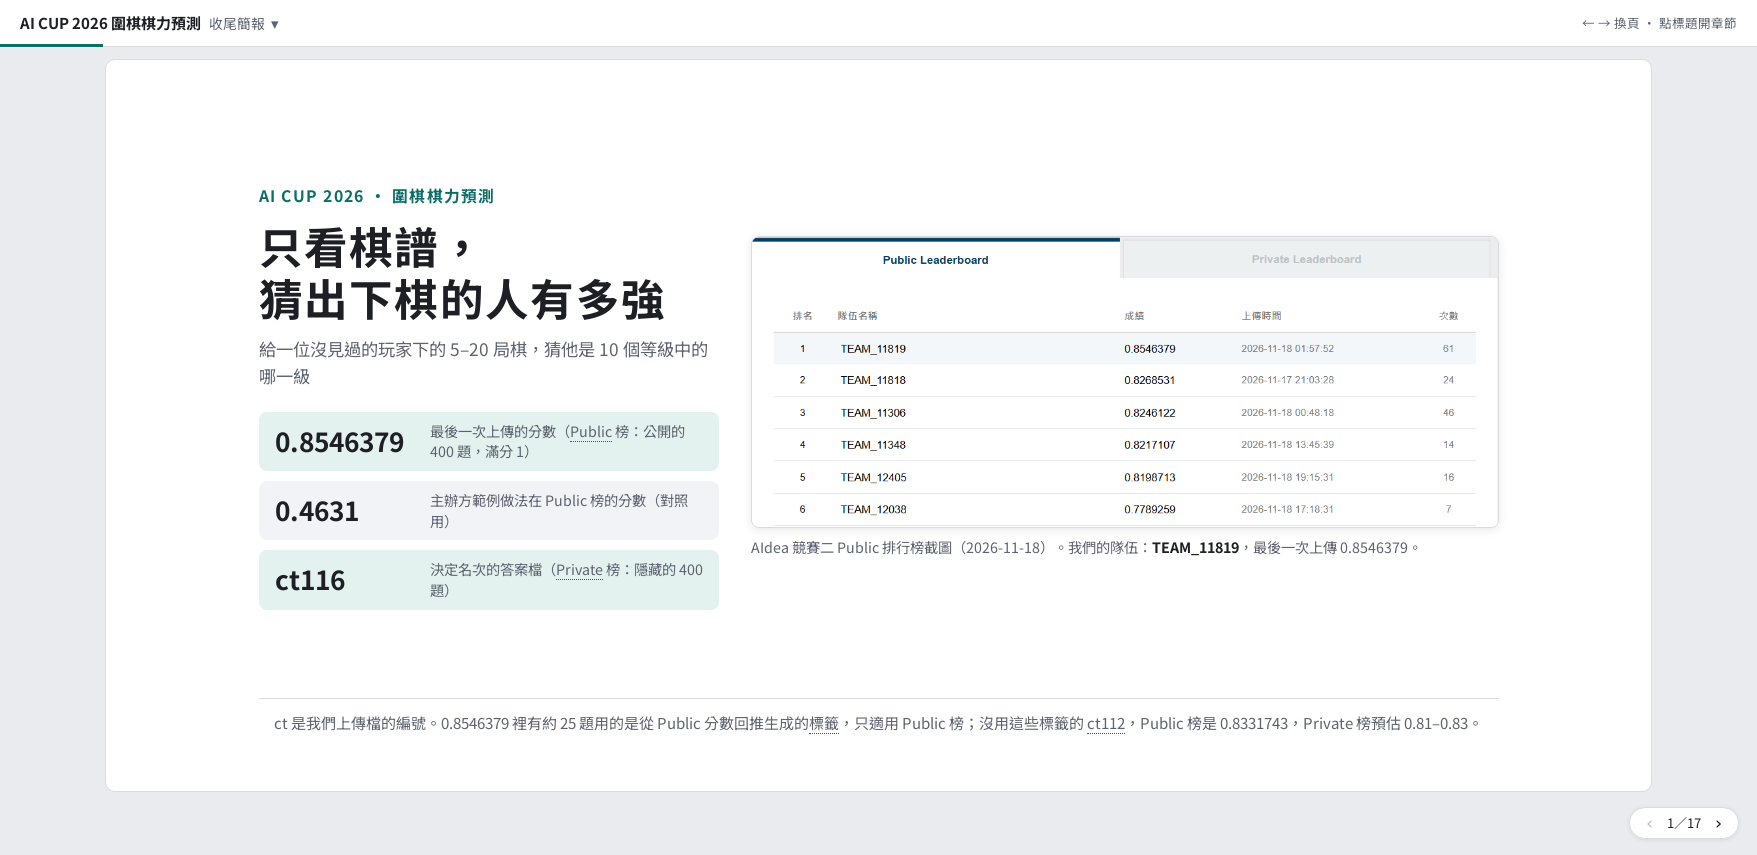 AI CUP 2026 圍棋棋力預測 收尾簡報 ▼
← → 換頁 · 點標題開章節
AI CUP 2026 · 圍棋棋力預測
只看棋譜，
猜出下棋的人有多強
給一位沒見過的玩家下的 5–20 局棋，猜他是 10 個等級中的
哪一級
0.8546379
最後一次上傳的分數（Public 榜：公開的
400 題，滿分 1）
0.4631
主辦方範例做法在 Public 榜的分數（對照
用）
ct116
決定名次的答案檔（Private 榜：隱藏的 400
題）
Public Leaderboard
Private Leaderboard
排名 隊伍名稱 成績 上傳時間 次數
1 TEAM_11819 0.8546379 2026-11-18 01:57:52 61
2 TEAM_11818 0.8268531 2026-11-17 21:03:28 24
3 TEAM_11306 0.8246122 2026-11-18 00:48:18 46
4 TEAM_11348 0.8217107 2026-11-18 13:45:39 14
5 TEAM_12405 0.8198713 2026-11-18 19:15:31 16
6 TEAM_12038 0.7789259 2026-11-18 17:18:31 7
AIdea 競賽二 Public 排行榜截圖（2026-11-18）。我們的隊伍：TEAM_11819，最後一次上傳 0.8546379。
ct 是我們上傳檔的編號。0.8546379 裡有約 25 題用的是從 Public 分數回推生成的標籤，只適用 Public 榜；沒用這些標籤的 ct112，Public 榜是 0.8331743，Private 榜預估 0.81–0.83。
‹ 1／17 ›